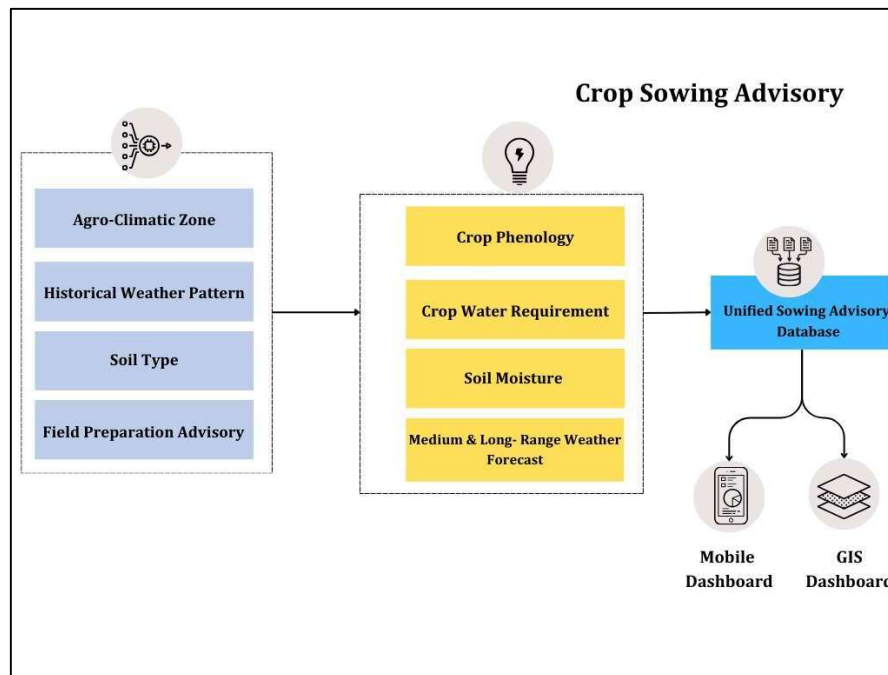 Crop Sowing Advisory
Agro-Climatic Zone
Historical Weather Pattern
Soil Type
Field Preparation Advisory
Crop Phenology
Crop Water Requirement
Soil Moisture
Medium & Long- Range Weather
Forecast
Unified Sowing Advisory
Database
Mobile
Dashboard
GIS
Dashboard